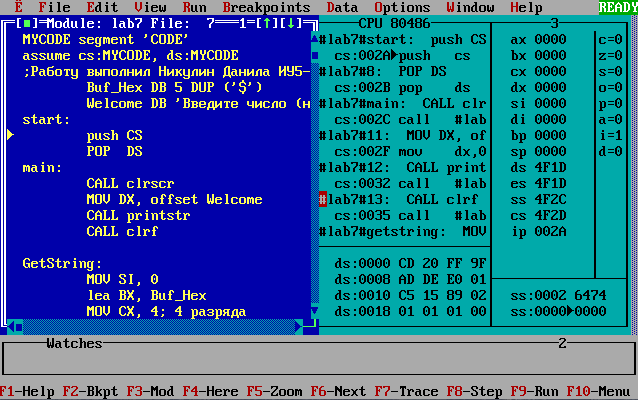 Ë File Edit View Run Breakpoints Data Options Window Help READY
[■]=Module: lab7 File: 7=====1=[↑][↓]
MYCODE segment 'CODE'
assume cs:MYCODE, ds:MYCODE
;Работу выполнил Никулин Данила ИУ5-
Buf_Hex DB 5 DUP ('$')
Welcome DB 'Введите число (н
start:
push CS
POP DS
main:
CALL clrscr
MOV DX, offset Welcome
CALL printstr
CALL clrf
GetString:
MOV SI, 0
lea BX, Buf_Hex
MOV CX, 4; 4 разряда
CPU 80486 3
#lab7#start: push CS
cs:002A▶push cs
#lab7#8: POP DS
cs:002B pop ds
#lab7#main: CALL clr
cs:002C call #lab
#lab7#11: MOV DX, of
cs:002F mov dx,0
#lab7#12: CALL print
cs:0032 call #lab
#lab7#13: CALL clrf
cs:0035 call #lab
#lab7#getstring: MOV
ax 0000 c=0
bx 0000 z=0
cx 0000 s=0
dx 0000 o=0
si 0000 p=0
di 0000 a=0
bp 0000 i=1
sp 0000 d=0
ds 4F1D
es 4F1D
ss 4F2C
cs 4F2D
ip 002A
ds:0000 CD 20 FF 9F
ds:0008 AD DE E0 01
ds:0010 C5 15 89 02
ds:0018 01 01 01 00
ss:0002 6474
ss:0000▶0000
Watches 2
F1-Help F2-Bkpt F3-Mod F4-Here F5-Zoom F6-Next F7-Trace F8-Step F9-Run F10-Menu